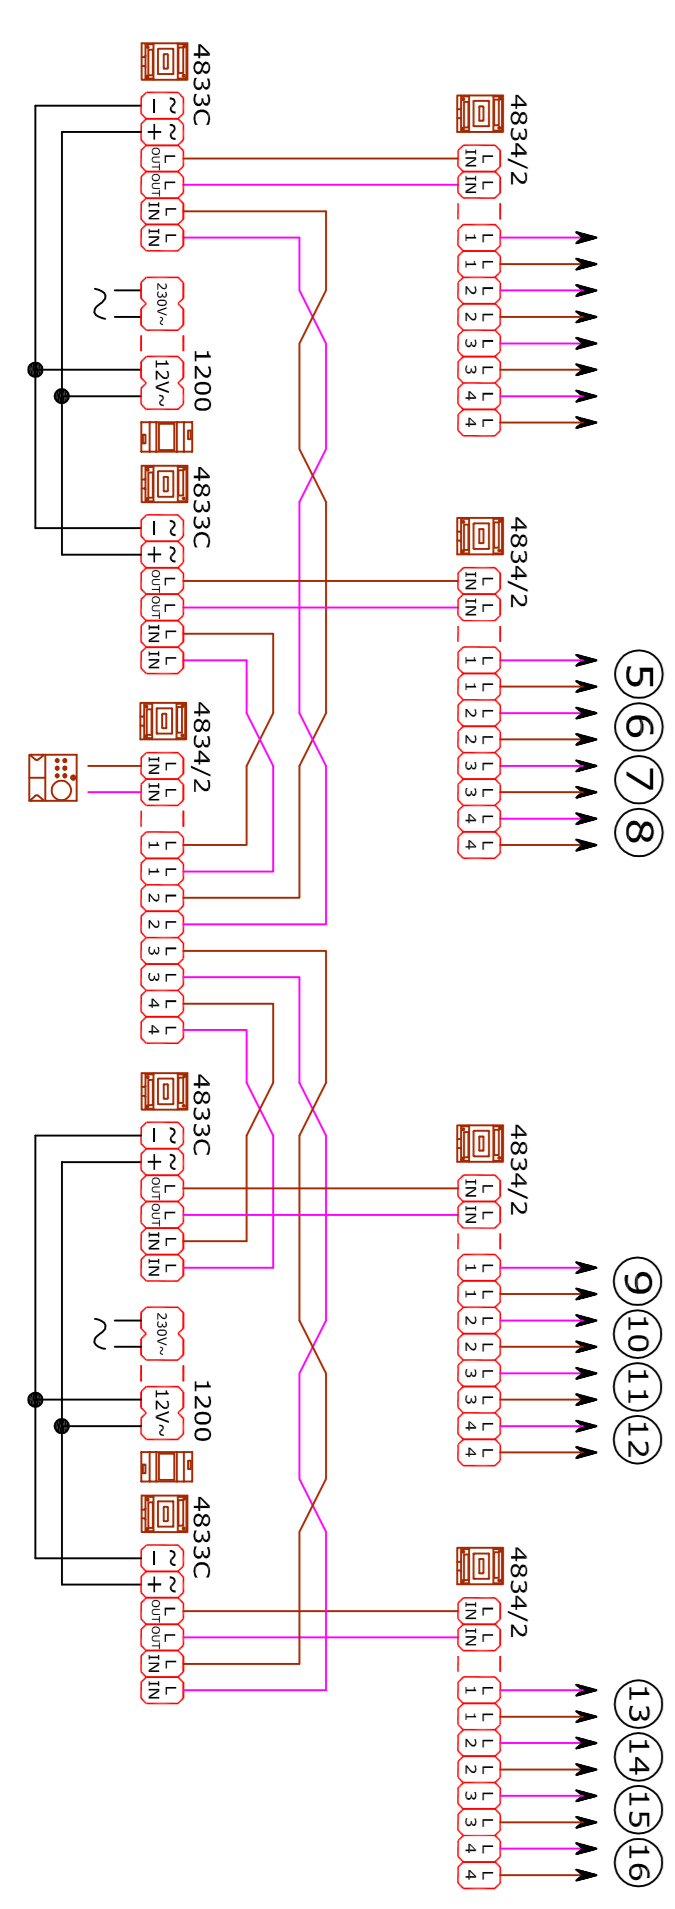 5 6 7 8 9 10 11 12 13 14 15 16
4834/2 4834/2 4834/2 4834/2
L L L L L L L L L L L L L L L L L L L L L L L L L L L L L L L L L L L L L L L L
IN IN 1 1 2 2 3 3 4 4 IN IN 1 1 2 2 3 3 4 4 IN IN 1 1 2 2 3 3 4 4 IN IN 1 1 2 2 3 3 4 4
4833C 1200 4833C 4834/2 4833C 1200 4833C
~ ~ L L L L 230V~ 12V~ ~ ~ L L L L L L L L L L L L L L ~ ~ L L L L 230V~ 12V~ ~ ~ L L L L
− + OUT OUT IN IN − + OUT OUT IN IN IN IN 1 1 2 2 3 3 4 4 − + OUT OUT IN IN − + OUT OUT IN IN